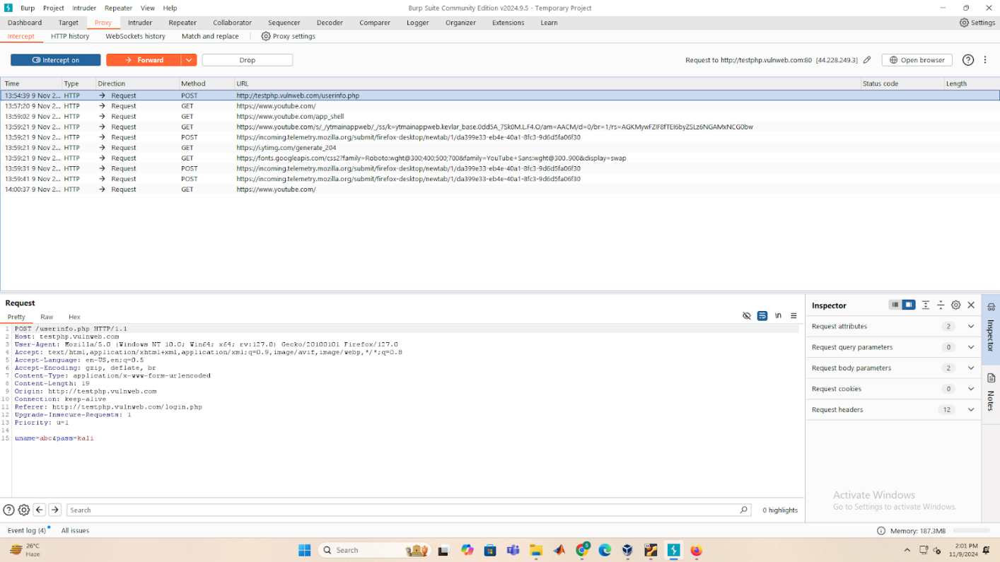 Burp Project Intruder Repeater View Help Burp Suite Community Edition v2024.9.5 - Temporary Project
Dashboard Target Proxy Intruder Repeater Collaborator Sequencer Decoder Comparer Logger Organizer Extensions Learn Settings
Intercept HTTP history WebSockets history Match and replace Proxy settings
Intercept on Forward Drop Request to http://testphp.vulnweb.com:80 [44.228.249.3] Open browser
Time Type Direction Method URL Status code Length
13:54:39 9 Nov 2... HTTP → Request POST http://testphp.vulnweb.com/userinfo.php
13:57:20 9 Nov 2... HTTP → Request GET https://www.youtube.com/
13:59:02 9 Nov 2... HTTP → Request GET https://www.youtube.com/app_shell
13:59:21 9 Nov 2... HTTP → Request GET
13:59:21 9 Nov 2... HTTP → Request POST https://incoming.telemetry.mozilla.org/submit/firefox-desktop/newtab/1/da399e33-eb4e-40a1-8fc3-9d6d5fa06f30
13:59:21 9 Nov 2... HTTP → Request GET https://i.ytimg.com/generate_204
13:59:21 9 Nov 2... HTTP → Request GET https://fonts.googleapis.com/css2?family=Roboto:wght@300;400;500;700&family=YouTube+Sans:wght@300..900&display=swap
13:59:31 9 Nov 2... HTTP → Request POST https://incoming.telemetry.mozilla.org/submit/firefox-desktop/newtab/1/da399e33-eb4e-40a1-8fc3-9d6d5fa06f30
13:59:41 9 Nov 2... HTTP → Request POST https://incoming.telemetry.mozilla.org/submit/firefox-desktop/newtab/1/da399e33-eb4e-40a1-8fc3-9d6d5fa06f30
14:00:37 9 Nov 2... HTTP → Request GET https://www.youtube.com/
Request
Pretty Raw Hex \n
1 POST /userinfo.php HTTP/1.1
2 Host: testphp.vulnweb.com
3 User-Agent: Mozilla/5.0 (Windows NT 10.0; Win64; x64; rv:127.0) Gecko/20100101 Firefox/127.0
4 Accept: text/html,application/xhtml+xml,application/xml;q=0.9,image/avif,image/webp,*/*;q=0.8
5 Accept-Language: en-US,en;q=0.5
6 Accept-Encoding: gzip, deflate, br
7 Content-Type: application/x-www-form-urlencoded
8 Content-Length: 19
9 Origin: http://testphp.vulnweb.com
10 Connection: keep-alive
11 Referer: http://testphp.vulnweb.com/login.php
12 Upgrade-Insecure-Requests: 1
13 Priority: u=1
14
15 uname=abc&pass=kali
Search 0 highlights
Inspector
Request attributes 2
Request query parameters 0
Request body parameters 2
Request cookies 0
Request headers 12
Inspector
Notes
Activate Windows
Go to Settings to activate Windows.
Event log (4) All issues Memory: 187.3MB
26°C
Haze
Search
2:01 PM
11/9/2024